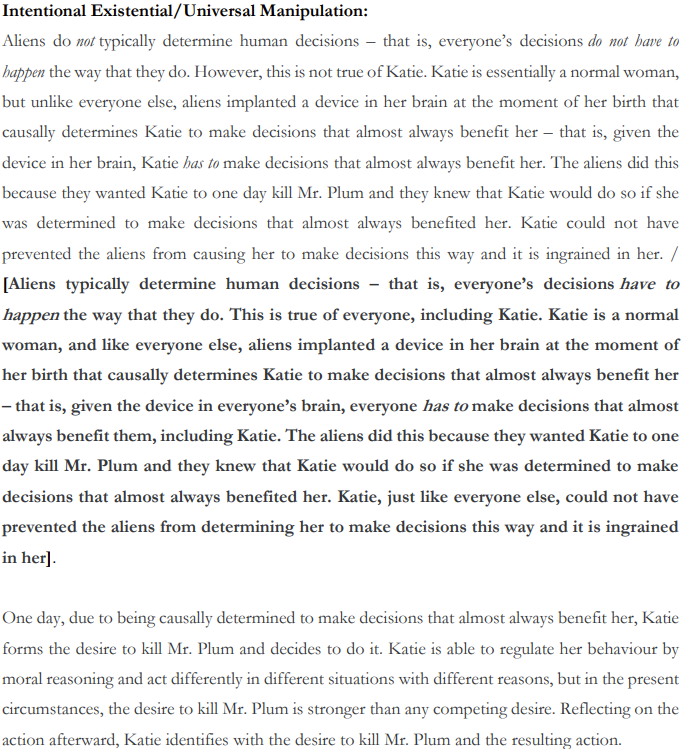 Intentional Existential/Universal Manipulation:
Aliens do not typically determine human decisions – that is, everyone's decisions do not have to
happen the way that they do. However, this is not true of Katie. Katie is essentially a normal woman,
but unlike everyone else, aliens implanted a device in her brain at the moment of her birth that
causally determines Katie to make decisions that almost always benefit her – that is, given the
device in her brain, Katie has to make decisions that almost always benefit her. The aliens did this
because they wanted Katie to one day kill Mr. Plum and they knew that Katie would do so if she
was determined to make decisions that almost always benefited her. Katie could not have
prevented the aliens from causing her to make decisions this way and it is ingrained in her. /
[Aliens typically determine human decisions – that is, everyone's decisions have to
happen the way that they do. This is true of everyone, including Katie. Katie is a normal
woman, and like everyone else, aliens implanted a device in her brain at the moment of
her birth that causally determines Katie to make decisions that almost always benefit her
– that is, given the device in everyone's brain, everyone has to make decisions that almost
always benefit them, including Katie. The aliens did this because they wanted Katie to one
day kill Mr. Plum and they knew that Katie would do so if she was determined to make
decisions that almost always benefited her. Katie, just like everyone else, could not have
prevented the aliens from determining her to make decisions this way and it is ingrained
in her].
One day, due to being causally determined to make decisions that almost always benefit her, Katie
forms the desire to kill Mr. Plum and decides to do it. Katie is able to regulate her behaviour by
moral reasoning and act differently in different situations with different reasons, but in the present
circumstances, the desire to kill Mr. Plum is stronger than any competing desire. Reflecting on the
action afterward, Katie identifies with the desire to kill Mr. Plum and the resulting action.